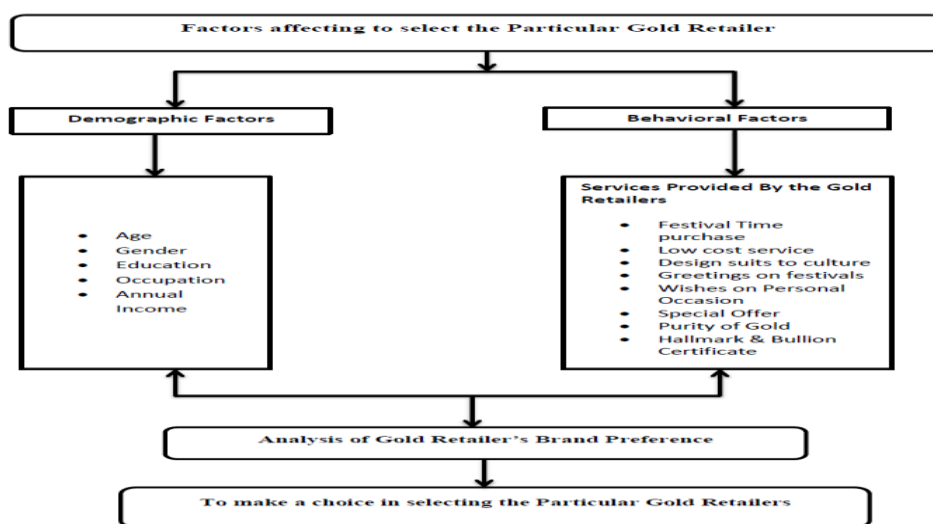 Factors affecting to select the Particular Gold Retailer
Demographic Factors
Behavioral Factors
• Age
• Gender
• Education
• Occupation
• Annual
Income
Services Provided By the Gold
Retailers
• Festival Time
purchase
• Low cost service
• Design suits to culture
• Greetings on festivals
• Wishes on Personal
Occasion
• Special Offer
• Purity of Gold
• Hallmark & Bullion
Certificate
Analysis of Gold Retailer’s Brand Preference
To make a choice in selecting the Particular Gold Retailers